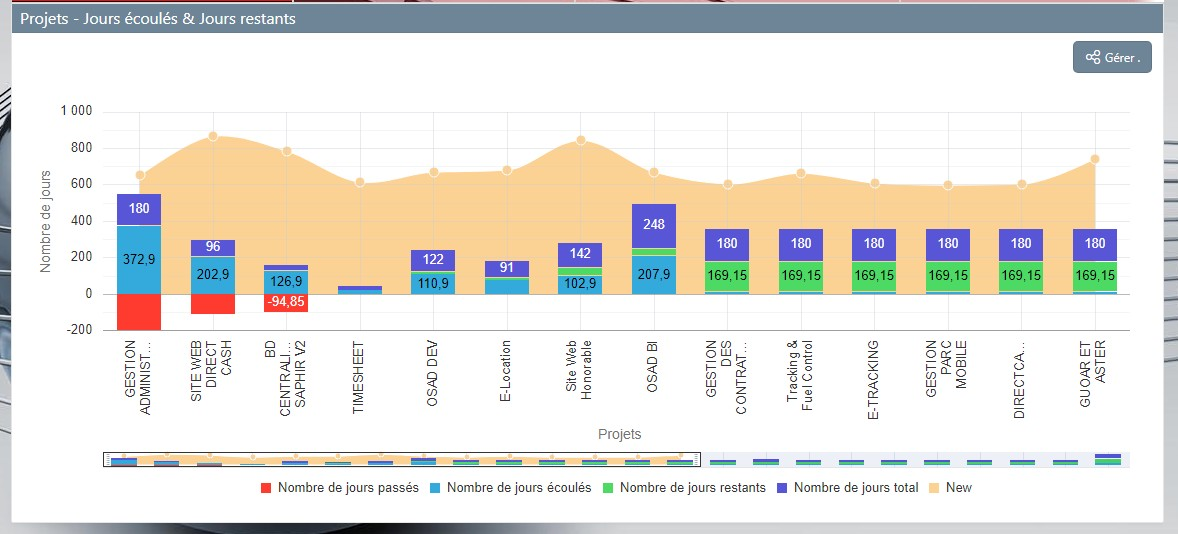 Projets - Jours écoulés & Jours restants
Gérer .
1 000
800
600
400
200
0
-200
Nombre de jours
180
372,9
96
202,9
126,9
-94,85
122
110,9
91
142
102,9
248
207,9
180
169,15
180
169,15
180
169,15
180
169,15
180
169,15
180
169,15
GESTION
ADMINIST...
SITE WEB
DIRECT
CASH
BD
CENTRALI...
SAPHIR V2
TIMESHEET
OSAD DEV
E-Location
Site Web
Honorable
OSAD BI
GESTION
DES
CONTRAT...
Tracking &
Fuel Control
E-TRACKING
GESTION
PARC
MOBILE
DIRECTCA...
GUOAR ET
ASTER
Projets
Nombre de jours passés
Nombre de jours écoulés
Nombre de jours restants
Nombre de jours total
New